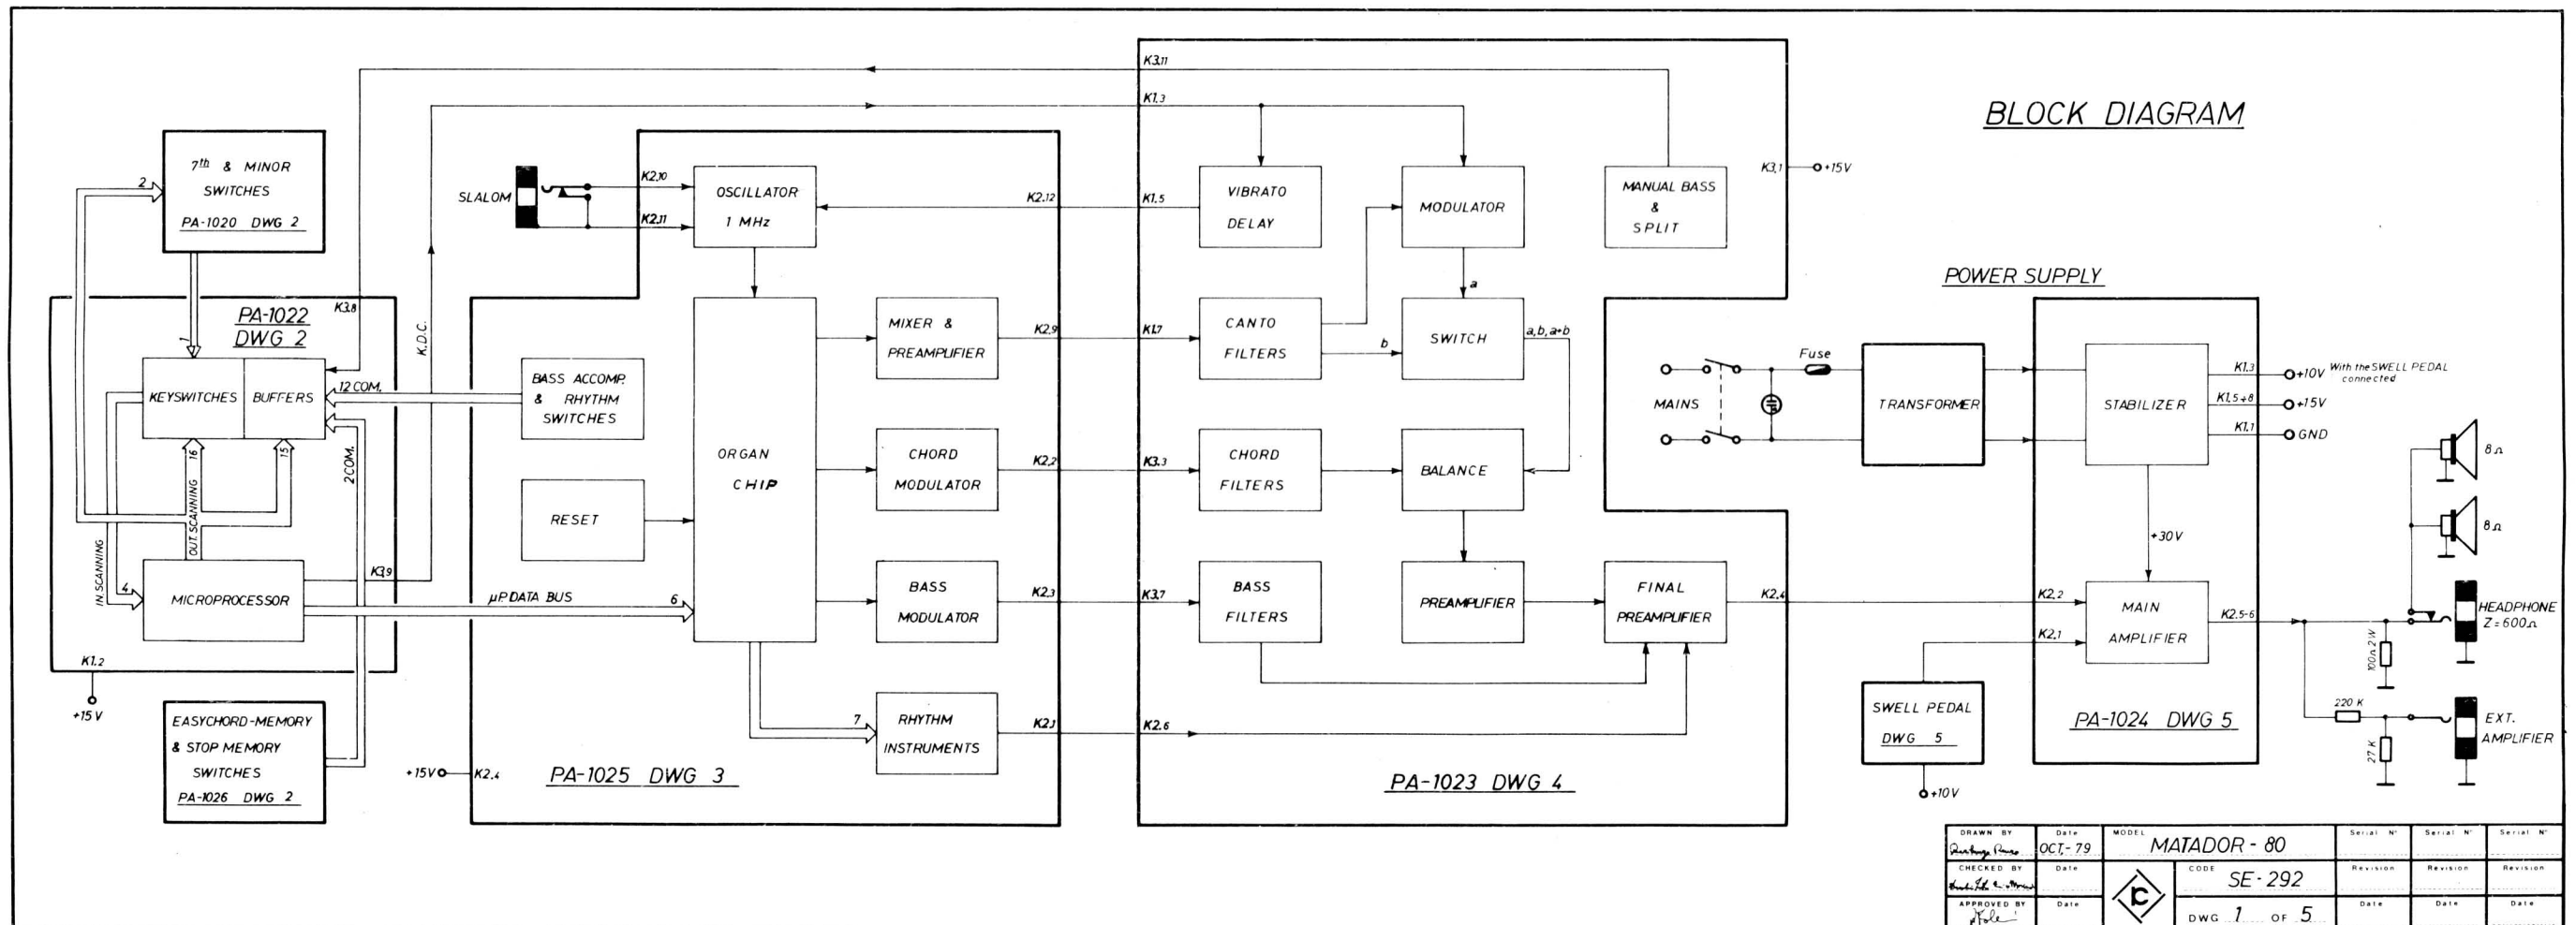 BLOCK DIAGRAM
7th & MINOR
SWITCHES
PA-1020 DWG 2
2
1
PA-1022
DWG 2
K3.8
KEYSWITCHES
BUFFERS
12 COM.
2 COM.
16
15
OUT. SCANNING
IN SCANNING
4
MICROPROCESSOR
K3.9
K.D.C.
K1.2
+15V
EASYCHORD-MEMORY
& STOP MEMORY
SWITCHES
PA-1026 DWG 2
SLALOM
K2.10
K2.11
OSCILLATOR
1 MHz
K2.12
BASS ACCOMP.
& RHYTHM
SWITCHES
RESET
ORGAN
CHIP
µP DATA BUS
6
MIXER &
PREAMPLIFIER
K2.9
CHORD
MODULATOR
K2.2
BASS
MODULATOR
K2.3
7
RHYTHM
INSTRUMENTS
K2.1
+15V
K2.4
PA-1025 DWG 3
K3.11
K1.3
K1.5
VIBRATO
DELAY
MODULATOR
MANUAL BASS
&
SPLIT
K3.1
+15V
a
K1.7
CANTO
FILTERS
b
SWITCH
a, b, a+b
K3.3
CHORD
FILTERS
BALANCE
K3.7
BASS
FILTERS
PREAMPLIFIER
FINAL
PREAMPLIFIER
K2.4
K2.6
PA-1023 DWG 4
POWER SUPPLY
MAINS
Fuse
TRANSFORMER
STABILIZER
K1.3
+10V
With the SWELL PEDAL
connected
K1.5+8
+15V
K1.1
GND
+30V
K2.2
K2.1
MAIN
AMPLIFIER
K2.5-6
SWELL PEDAL
DWG 5
+10V
PA-1024 DWG 5
8Ω
8Ω
HEADPHONE
Z=600Ω
100Ω 2W
220 K
27 K
EXT.
AMPLIFIER
DRAWN BY
Date
OCT.-79
MODEL
MATADOR-80
Serial Nº
Serial Nº
Serial Nº
CHECKED BY
Date
CODE
SE-292
Revision
Revision
Revision
APPROVED BY
Date
DWG 1 OF 5
Date
Date
Date